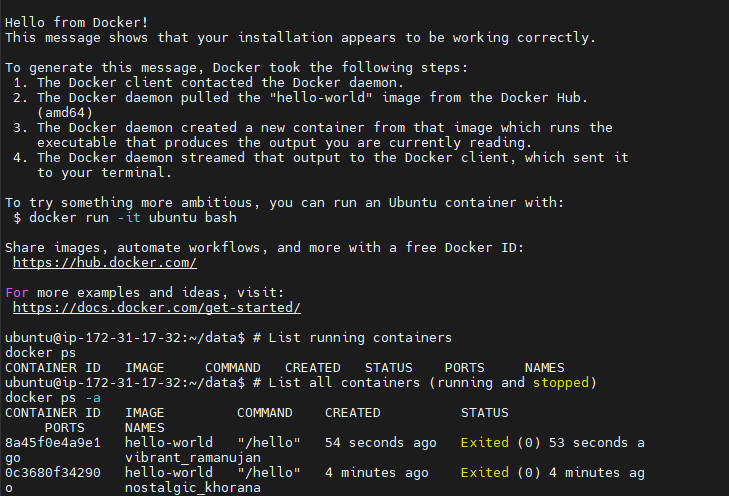 Hello from Docker!
This message shows that your installation appears to be working correctly.
To generate this message, Docker took the following steps:
1. The Docker client contacted the Docker daemon.
2. The Docker daemon pulled the "hello-world" image from the Docker Hub.
(amd64)
3. The Docker daemon created a new container from that image which runs the
executable that produces the output you are currently reading.
4. The Docker daemon streamed that output to the Docker client, which sent it
to your terminal.
To try something more ambitious, you can run an Ubuntu container with:
$ docker run -it ubuntu bash
Share images, automate workflows, and more with a free Docker ID:
https://hub.docker.com/
For more examples and ideas, visit:
https://docs.docker.com/get-started/
ubuntu@ip-172-31-17-32:~/data$ # List running containers
docker ps
CONTAINER ID   IMAGE     COMMAND   CREATED   STATUS    PORTS     NAMES
ubuntu@ip-172-31-17-32:~/data$ # List all containers (running and stopped)
docker ps -a
CONTAINER ID   IMAGE         COMMAND    CREATED          STATUS
PORTS     NAMES
8a45f0e4a9e1   hello-world   "/hello"   54 seconds ago   Exited (0) 53 seconds a
go             vibrant_ramanujan
0c3680f34290   hello-world   "/hello"   4 minutes ago    Exited (0) 4 minutes ag
o              nostalgic_khorana